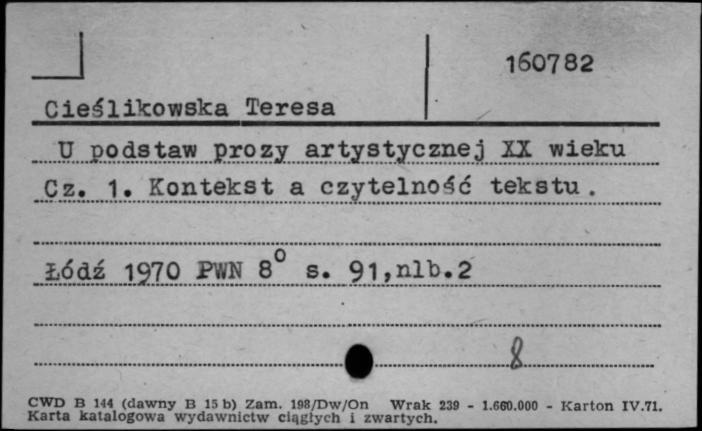 160782
Cieślikowska Teresa
U podstaw prozy artystycznej XX wieku
Cz. 1. Kontekst a czytelność tekstu.
Łódź 1970 PWN 8° s. 91,nlb.2
8
CWD B 144 (dawny B 15 b) Zam. 198/Dw/On Wrak 239 - 1.660.000 - Karton IV.71.
Karta katalogowa wydawnictw ciągłych i zwartych.